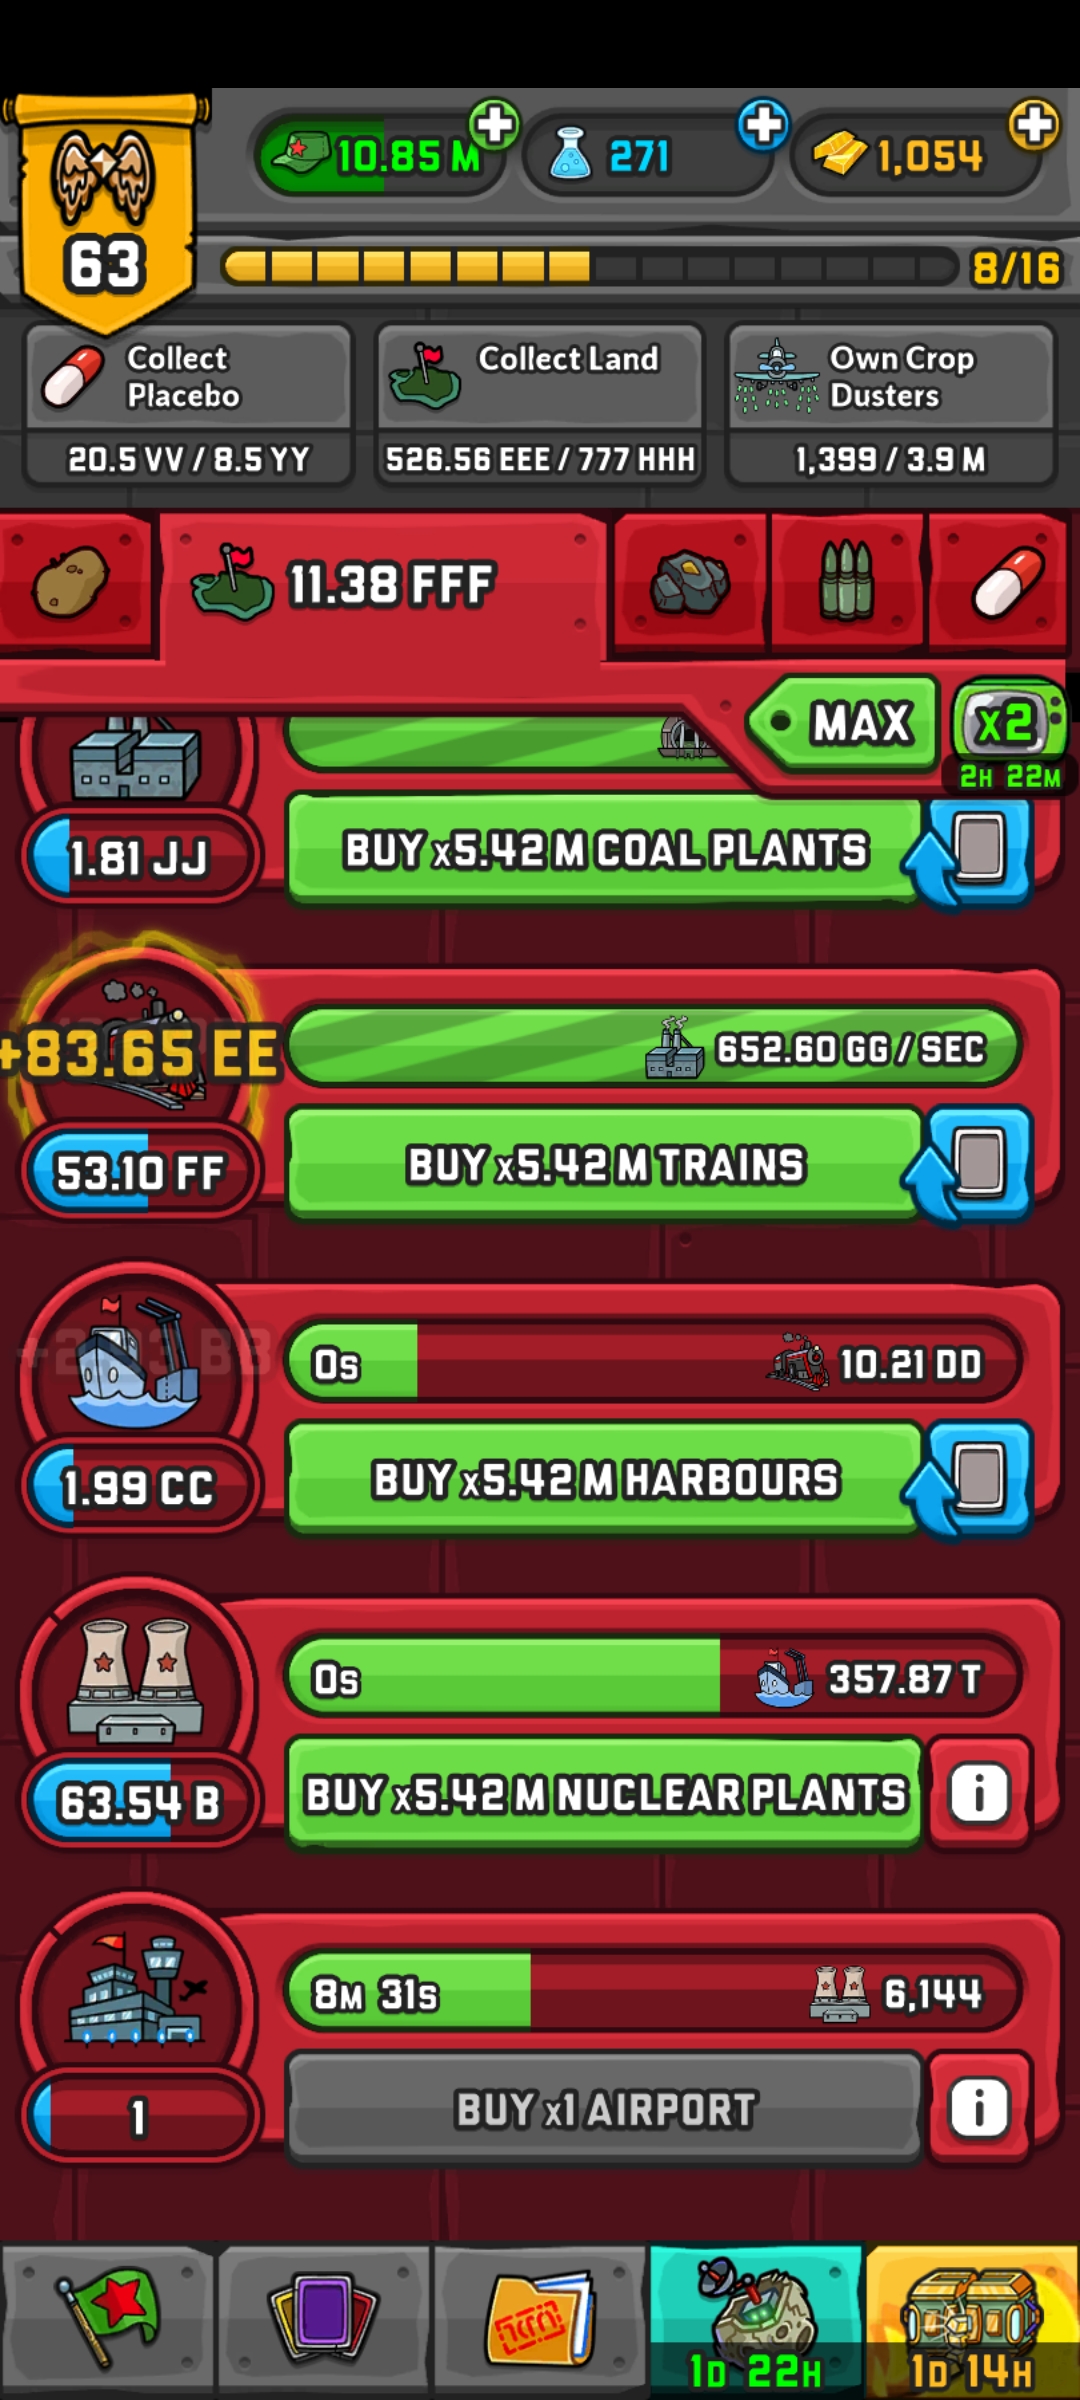 10.85 M
271
1,054
63
8/16
Collect
Placebo
20.5 VV / 8.5 YY
Collect Land
526.56 EEE / 777 HHH
Own Crop
Dusters
1,399 / 3.9 M
11.38 FFF
MAX
x2
2H 22M
1.81 JJ
BUY x5.42 M COAL PLANTS
+83.65 EE
652.60 GG / SEC
53.10 FF
BUY x5.42 M TRAINS
0s
10.21 DD
1.99 CC
BUY x5.42 M HARBOURS
0s
357.87 T
63.54 B
BUY x5.42 M NUCLEAR PLANTS
i
8M 31s
6,144
1
BUY x1 AIRPORT
i
1D 22H
1D 14H